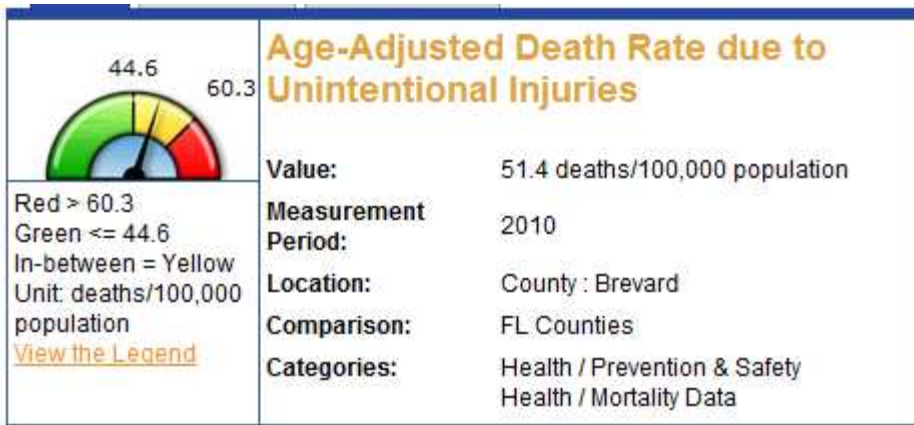 44.6
60.3
Red > 60.3
Green <= 44.6
In-between = Yellow
Unit: deaths/100,000
population
View the Legend
Age-Adjusted Death Rate due to
Unintentional Injuries
Value: 51.4 deaths/100,000 population
Measurement
Period: 2010
Location: County : Brevard
Comparison: FL Counties
Categories: Health / Prevention & Safety
Health / Mortality Data